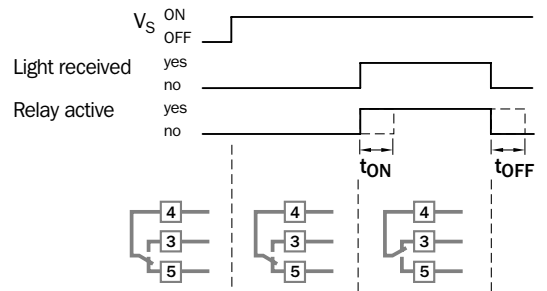 VS ON
OFF
Light received yes
no
Relay active yes
no
tON tOFF
4 4 4
3 3 3
5 5 5